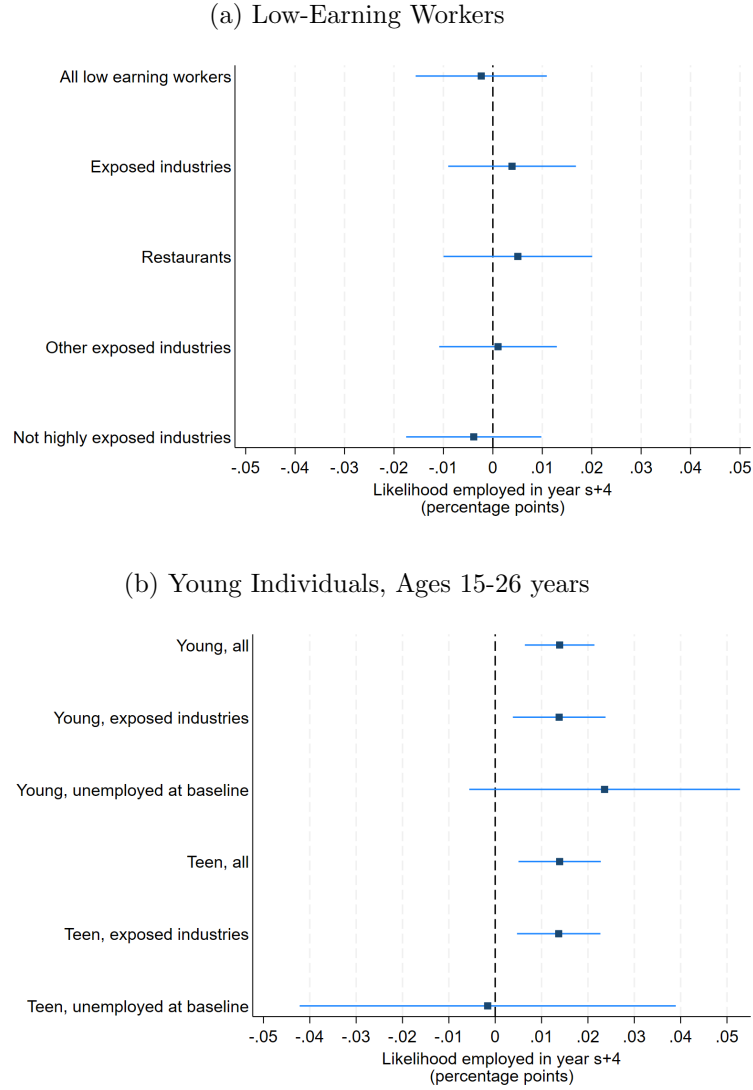 (a) Low-Earning Workers
All low earning workers
Exposed industries
Restaurants
Other exposed industries
Not highly exposed industries
-.05 -.04 -.03 -.02 -.01 0 .01 .02 .03 .04 .05
Likelihood employed in year s+4
(percentage points)
(b) Young Individuals, Ages 15-26 years
Young, all
Young, exposed industries
Young, unemployed at baseline
Teen, all
Teen, exposed industries
Teen, unemployed at baseline
-.05 -.04 -.03 -.02 -.01 0 .01 .02 .03 .04 .05
Likelihood employed in year s+4
(percentage points)